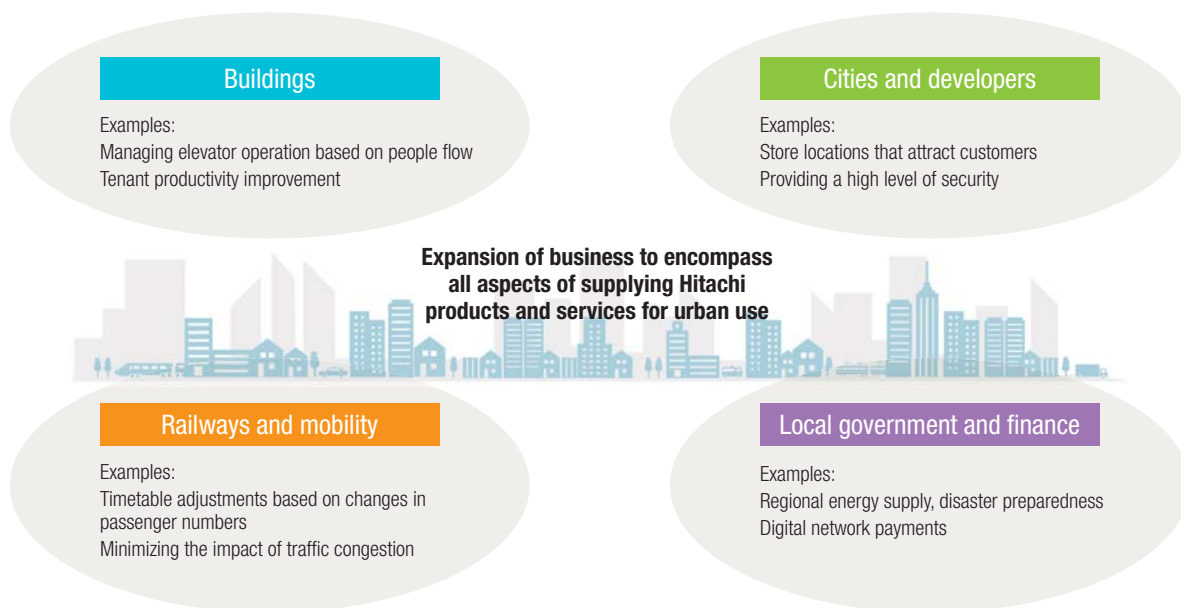 Buildings
Examples:
Managing elevator operation based on people flow
Tenant productivity improvement
Cities and developers
Examples:
Store locations that attract customers
Providing a high level of security
Expansion of business to encompass
all aspects of supplying Hitachi
products and services for urban use
Railways and mobility
Examples:
Timetable adjustments based on changes in
passenger numbers
Minimizing the impact of traffic congestion
Local government and finance
Examples:
Regional energy supply, disaster preparedness
Digital network payments